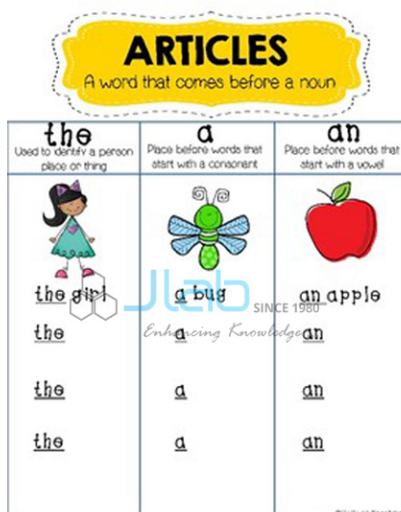 ARTICLES
A word that comes before a noun
the
Used to identify a person
place or thing
a
Place before words that
start with a consonant
an
Place before words that
start with a vowel
the girl
a bug
an apple
Jlab
SINCE 1980
Enhancing Knowledge
the
a
an
the
a
an
the
a
an